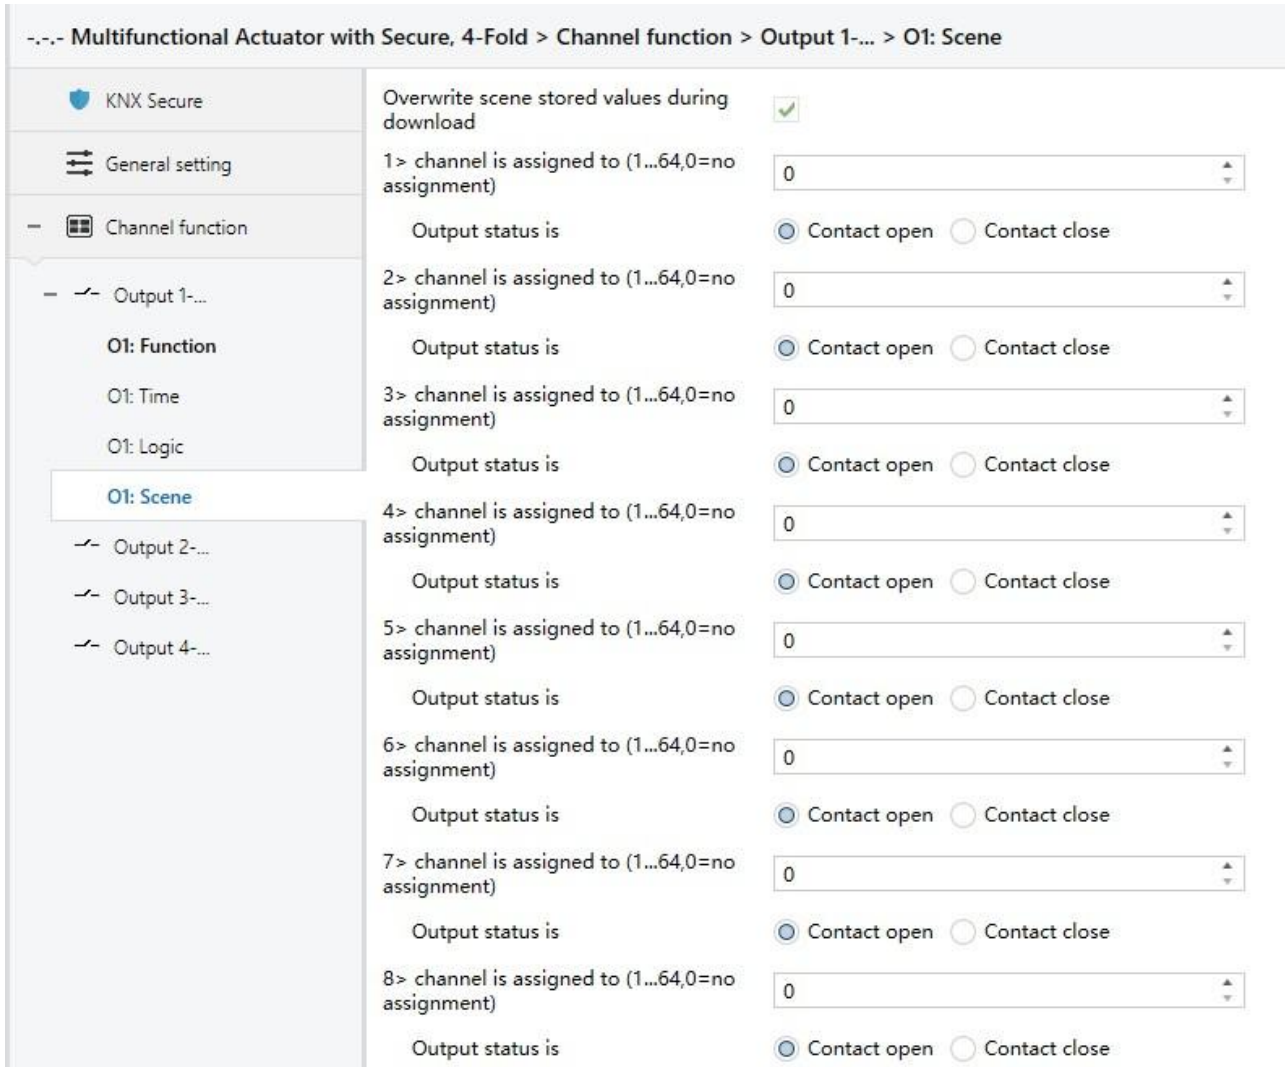 -.-.- Multifunctional Actuator with Secure, 4-Fold > Channel function > Output 1-... > O1: Scene
KNX Secure
General setting
Channel function
Output 1-...
O1: Function
O1: Time
O1: Logic
O1: Scene
Output 2-...
Output 3-...
Output 4-...
Overwrite scene stored values during
download
1> channel is assigned to (1...64,0=no
assignment)
0
Output status is
Contact open Contact close
2> channel is assigned to (1...64,0=no
assignment)
0
Output status is
Contact open Contact close
3> channel is assigned to (1...64,0=no
assignment)
0
Output status is
Contact open Contact close
4> channel is assigned to (1...64,0=no
assignment)
0
Output status is
Contact open Contact close
5> channel is assigned to (1...64,0=no
assignment)
0
Output status is
Contact open Contact close
6> channel is assigned to (1...64,0=no
assignment)
0
Output status is
Contact open Contact close
7> channel is assigned to (1...64,0=no
assignment)
0
Output status is
Contact open Contact close
8> channel is assigned to (1...64,0=no
assignment)
0
Output status is
Contact open Contact close